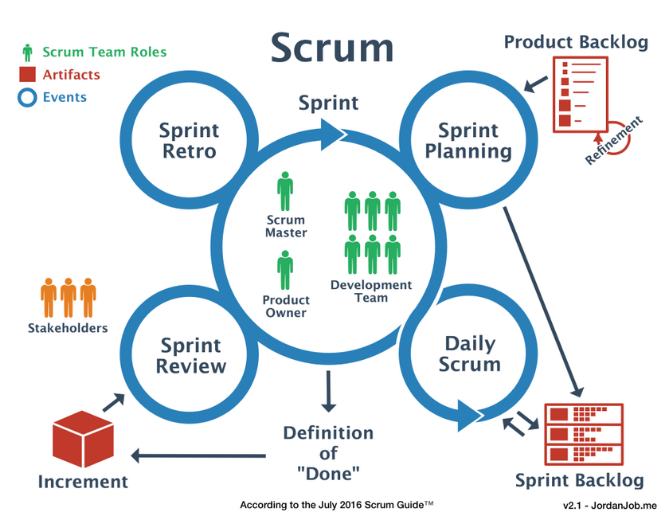 Scrum
Scrum Team Roles
Artifacts
Events
Product Backlog
Refinement
Sprint
Sprint
Retro
Sprint
Planning
Scrum
Master
Product
Owner
Development
Team
Stakeholders
Sprint
Review
Daily
Scrum
Definition
of
"Done"
Increment
Sprint Backlog
According to the July 2016 Scrum Guide™
v2.1 - JordanJob.me